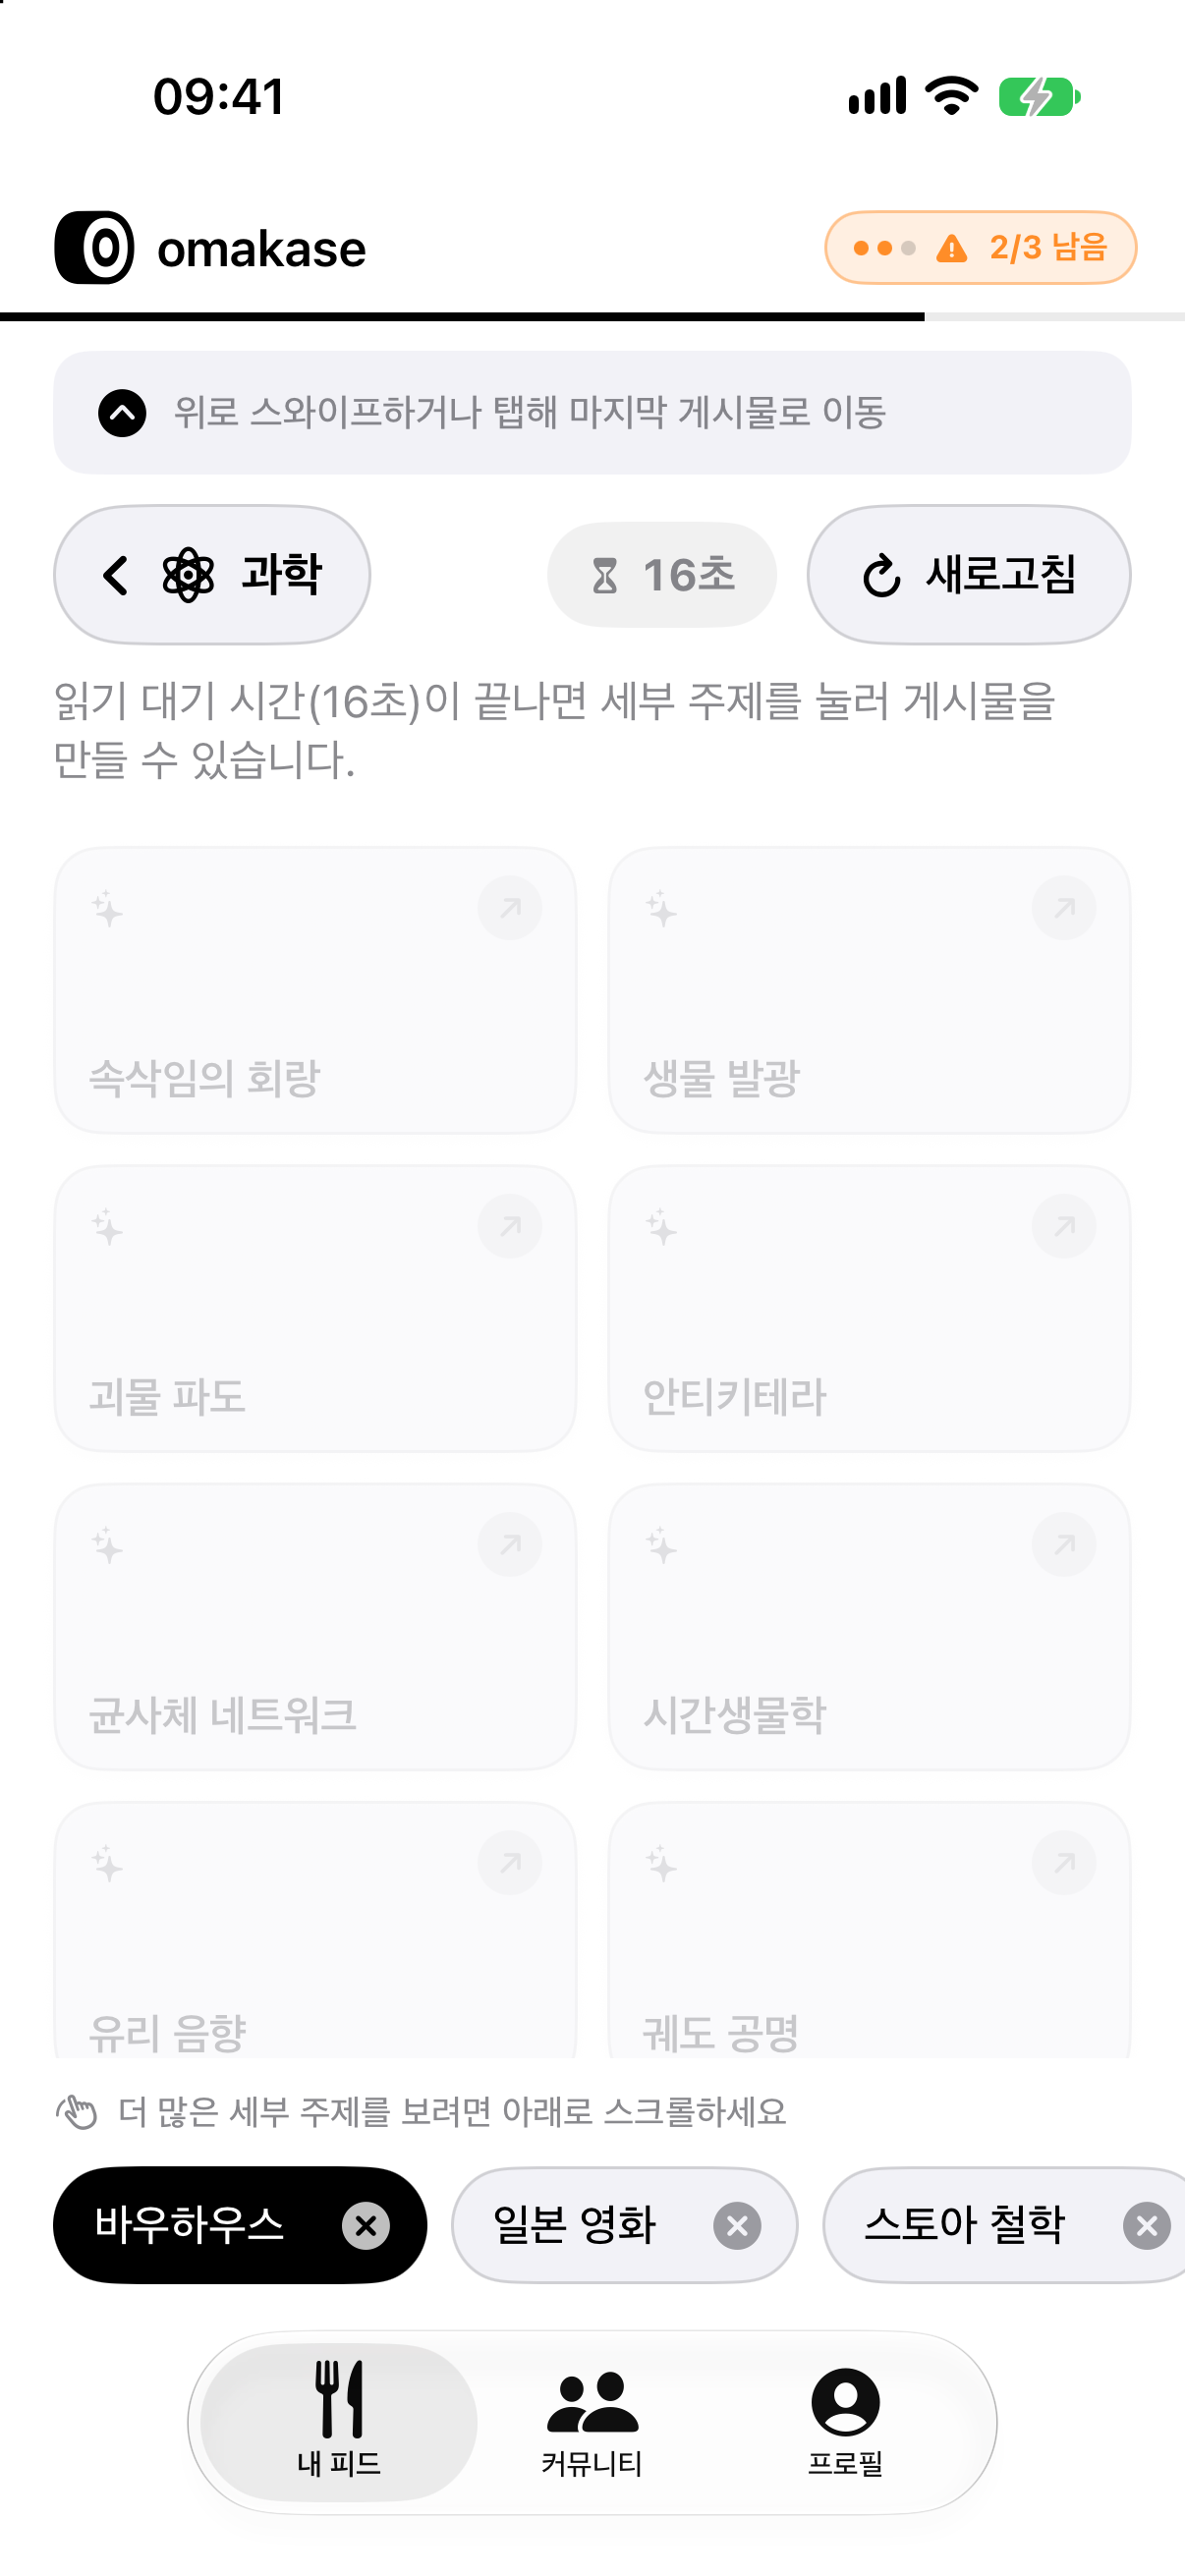 09:41
omakase
2/3 남음
위로 스와이프하거나 탭해 마지막 게시물로 이동
과학
16초
새로고침
읽기 대기 시간(16초)이 끝나면 세부 주제를 눌러 게시물을
만들 수 있습니다.
속삭임의 회랑
생물 발광
괴물 파도
안티키테라
균사체 네트워크
시간생물학
유리 음향
궤도 공명
더 많은 세부 주제를 보려면 아래로 스크롤하세요
바우하우스
일본 영화
스토아 철학
내 피드
커뮤니티
프로필